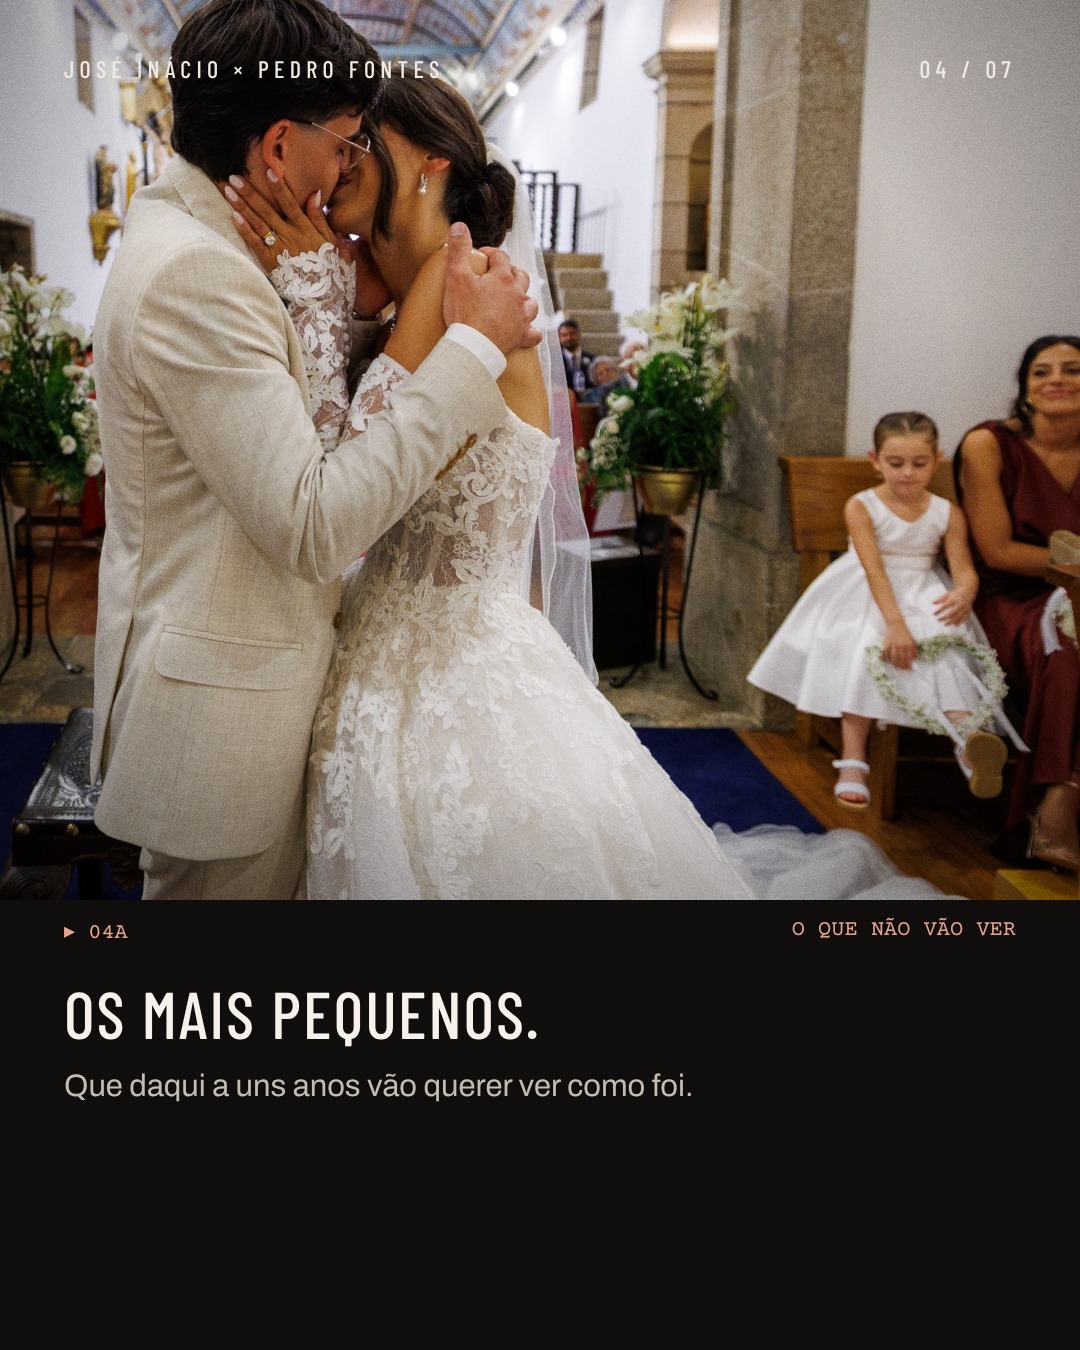 JOSÉ INÁCIO × PEDRO FONTES
04 / 07
▶ 04A
O QUE NÃO VÃO VER
OS MAIS PEQUENOS.
Que daqui a uns anos vão querer ver como foi.